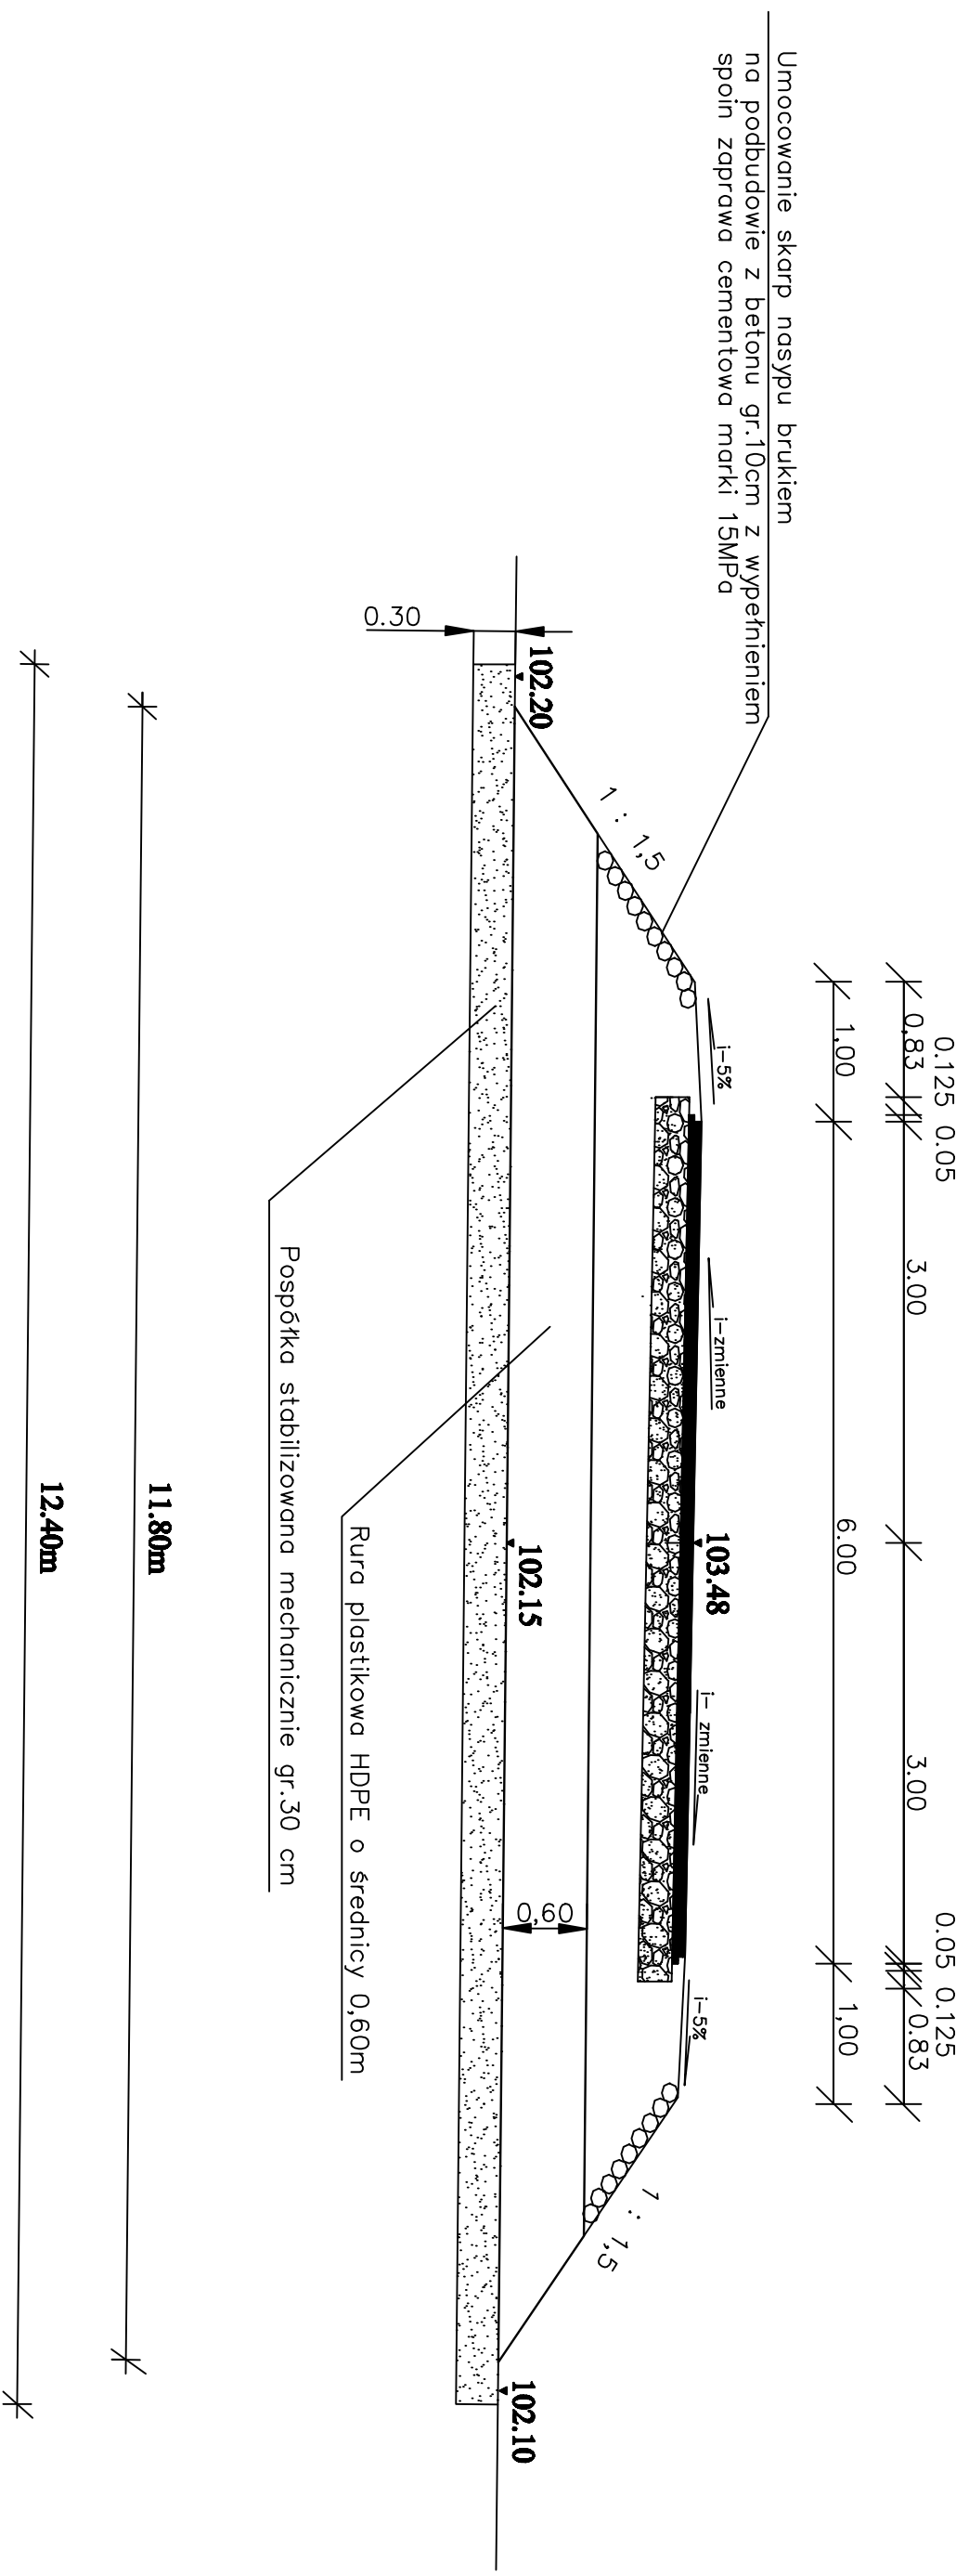 Umocowanie skarp nasypu brukiem
na podbudowie z betonu gr.10cm z wypełnieniem
spoin zaprawa cementowa marki 15MPa
0.125 0.05
0.05 0.125
0,83
3.00
3.00
0.83
1,00
6.00
1,00
i-5%
i-zmienne
103.48
i- zmienne
i-5%
1 : 1,5
1 : 1,5
102.20
102.15
0,60
102.10
0.30
Rura plastikowa HDPE o średnicy 0,60m
Pospółka stabilizowana mechanicznie gr.30 cm
11.80m
12.40m